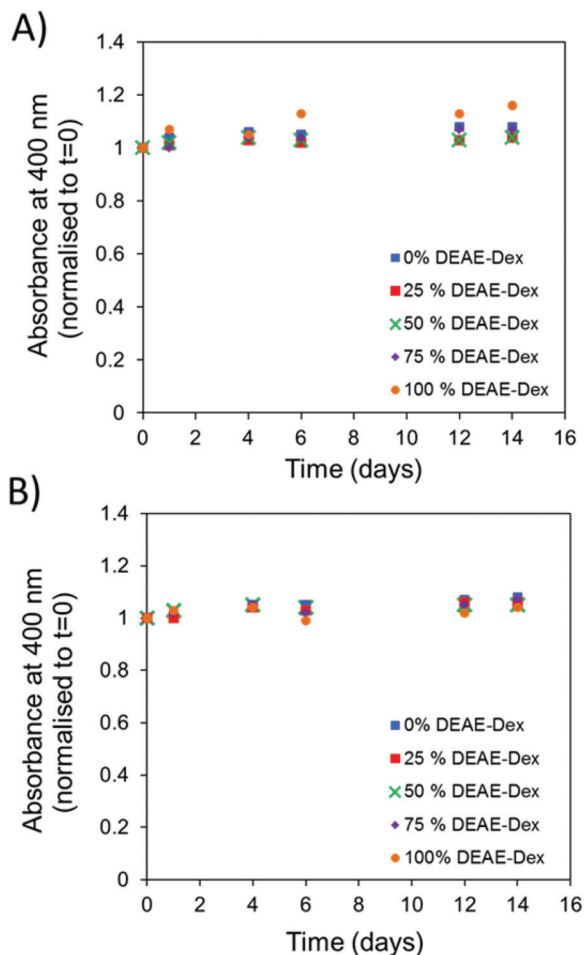 A)
Absorbance at 400 nm
(normalised to t=0)
1.4
1.2
1
0.8
0.6
0.4
0.2
0
0% DEAE-Dex
25 % DEAE-Dex
50 % DEAE-Dex
75 % DEAE-Dex
100 % DEAE-Dex
0 2 4 6 8 10 12 14 16
Time (days)
B)
Absorbance at 400 nm
(normalised to t=0)
1.4
1.2
1
0.8
0.6
0.4
0.2
0
0% DEAE-Dex
25 % DEAE-Dex
50 % DEAE-Dex
75 % DEAE-Dex
100% DEAE-Dex
0 2 4 6 8 10 12 14 16
Time (days)